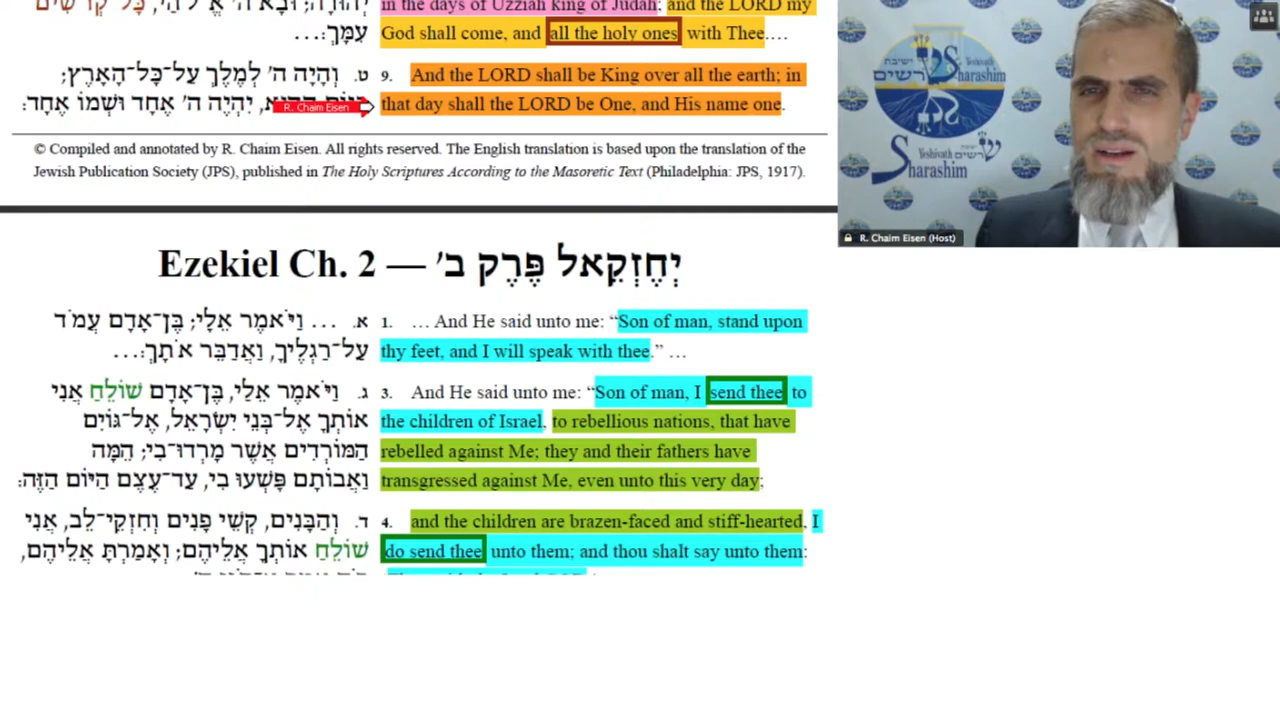 in the days of Uzziah king of Judah; and the LORD my
God shall come, and all the holy ones with Thee….
עִמָּךְ:…
ט. וְהָיָה ה' לְמֶלֶךְ עַל־כָּל־הָאָרֶץ;
יִהְיֶה ה' אֶחָד וּשְׁמוֹ אֶחָד:
R. Chaim Eisen
9. And the LORD shall be King over all the earth; in
that day shall the LORD be One, and His name one.
© Compiled and annotated by R. Chaim Eisen. All rights reserved. The English translation is based upon the translation of the
Jewish Publication Society (JPS), published in The Holy Scriptures According to the Masoretic Text (Philadelphia: JPS, 1917).
Ezekiel Ch. 2 — יְחֶזְקֵאל פֶּרֶק ב'
א. … וַיֹּאמֶר אֵלָי; בֶּן־אָדָם עֲמֹד
עַל־רַגְלֶיךָ, וַאֲדַבֵּר אֹתָךְ:…
1. … And He said unto me: “Son of man, stand upon
thy feet, and I will speak with thee.” …
ג. וַיֹּאמֶר אֵלַי, בֶּן־אָדָם שׁוֹלֵחַ אֲנִי
אוֹתְךָ אֶל־בְּנֵי יִשְׂרָאֵל, אֶל־גּוֹיִם
הַמּוֹרְדִים אֲשֶׁר מָרְדוּ־בִי; הֵמָּה
וַאֲבוֹתָם פָּשְׁעוּ בִי, עַד־עֶצֶם הַיּוֹם הַזֶּה:
3. And He said unto me: “Son of man, I send thee to
the children of Israel, to rebellious nations, that have
rebelled against Me; they and their fathers have
transgressed against Me, even unto this very day;
ד. וְהַבָּנִים, קְשֵׁי פָנִים וְחִזְקֵי־לֵב, אֲנִי
שׁוֹלֵחַ אוֹתְךָ אֲלֵיהֶם; וְאָמַרְתָּ אֲלֵיהֶם,
4. and the children are brazen-faced and stiff-hearted, I
do send thee unto them; and thou shalt say unto them:
ישיבת
שרשים
Sharashim
Yeshivath ישיבת שרשים
Sharashim
R. Chaim Eisen (Host)